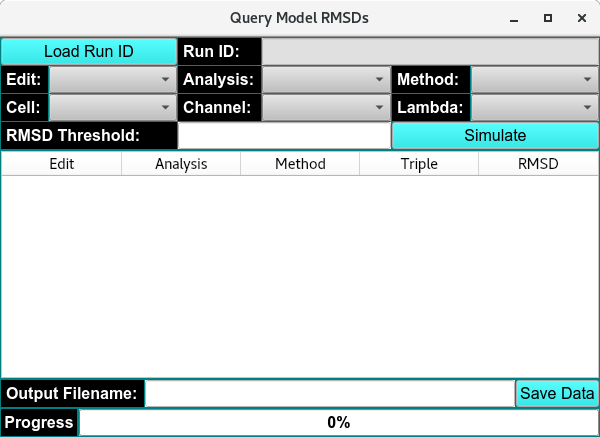 Query Model RMSDs
Load Run ID Run ID:
Edit: Analysis: Method:
Cell: Channel: Lambda:
RMSD Threshold: Simulate
Edit Analysis Method Triple RMSD
Output Filename: Save Data
Progress 0%